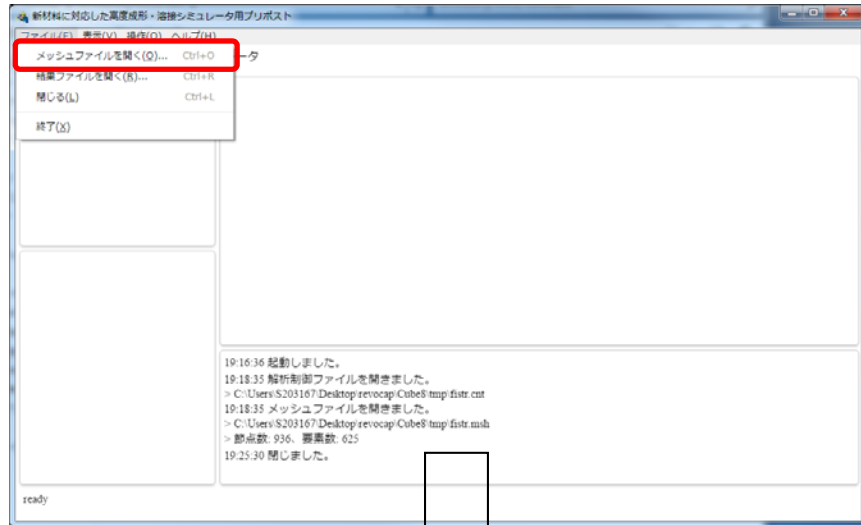 新材料に対応した高度成形・溶接シミュレータ用プリポスト
ファイル(F) 表示(V) 操作(O) ヘルプ(H)
メッシュファイルを開く(O)... Ctrl+O
ータ
結果ファイルを開く(R)... Ctrl+R
閉じる(L) Ctrl+L
終了(X)
19:16:36 起動しました。
19:18:35 解析制御ファイルを開きました。
> C:\Users\S203167\Desktop\revocap\Cube8\tmp\fistr.cnt
19:18:35 メッシュファイルを開きました。
> C:\Users\S203167\Desktop\revocap\Cube8\tmp\fistr.msh
> 節点数: 936、要素数: 625
19:25:30 閉じました。
ready